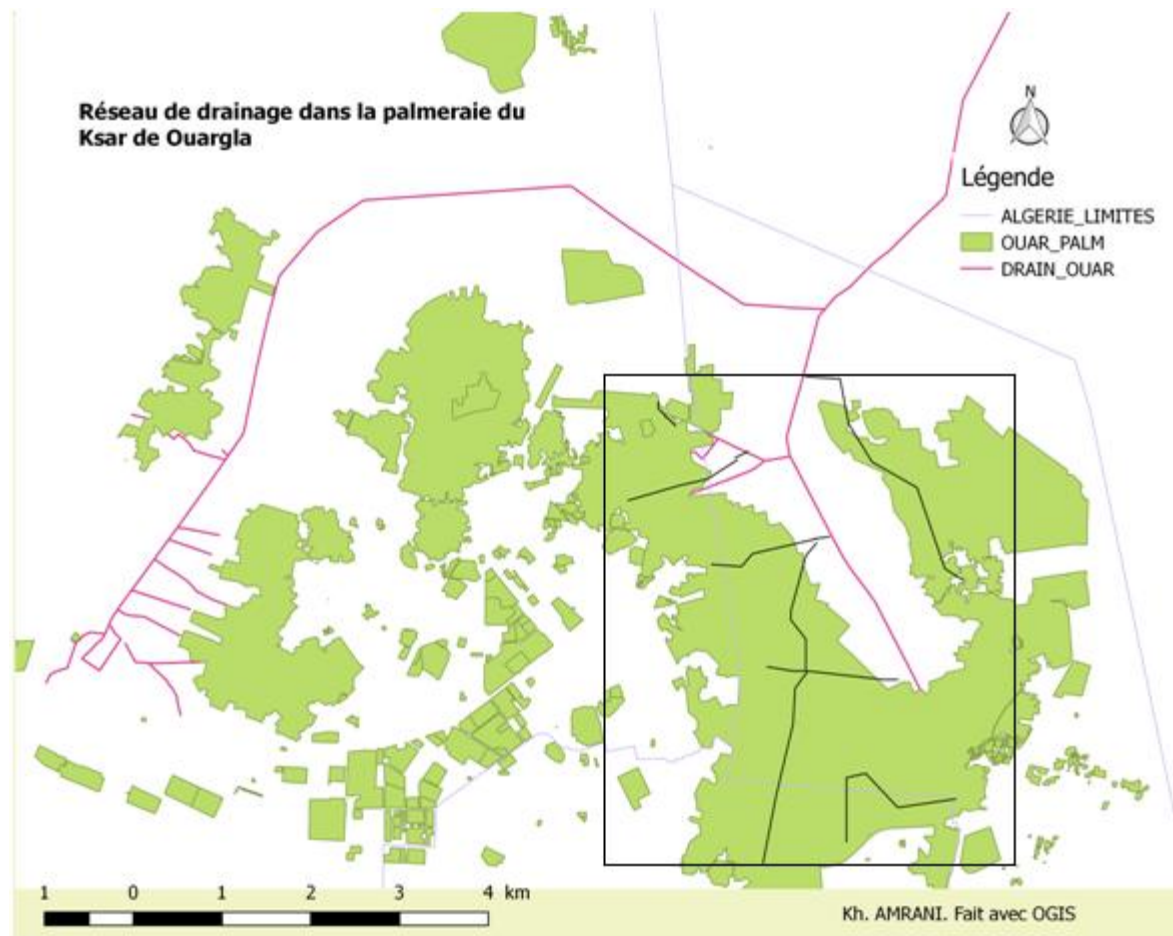 Réseau de drainage dans la palmeraie du
Ksar de Ouargla
N
Légende
ALGERIE_LIMITES
OUAR_PALM
DRAIN_OUAR
1 0 1 2 3 4 km
Kh. AMRANI. Fait avec QGIS